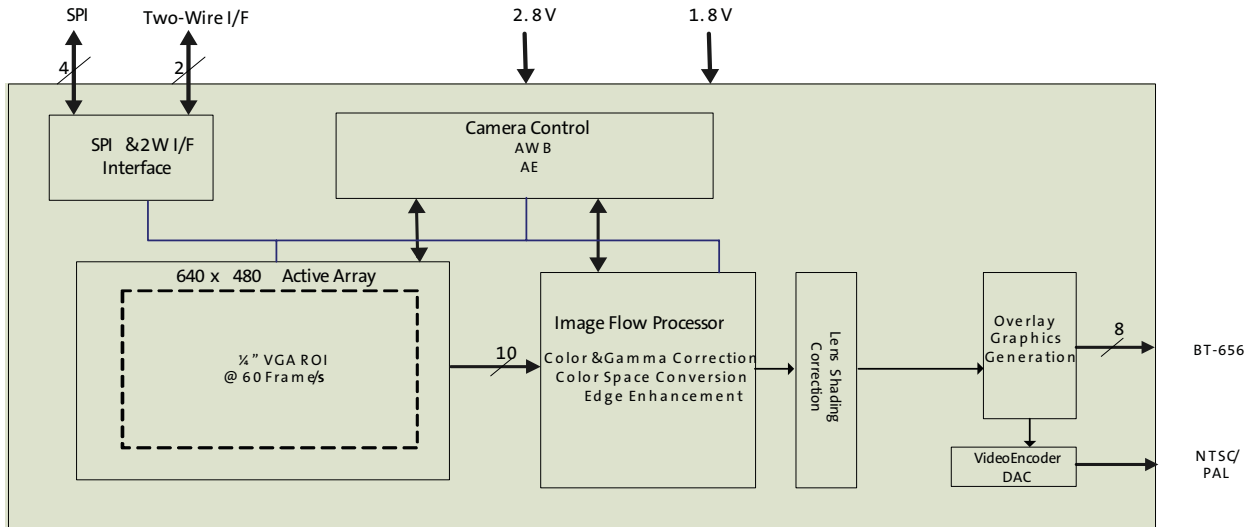 SPI
Two-Wire I/F
2.8V
1.8V
4
2
SPI &2W I/F
Interface
Camera Control
AWB
AE
640 x 480 Active Array
¼" VGA ROI
@ 60 Frame/s
10
Image Flow Processor
Color &Gamma Correction
Color Space Conversion
Edge Enhancement
Lens Shading
Correction
Overlay
Graphics
Generation
8
BT-656
VideoEncoder
DAC
NTSC/
PAL